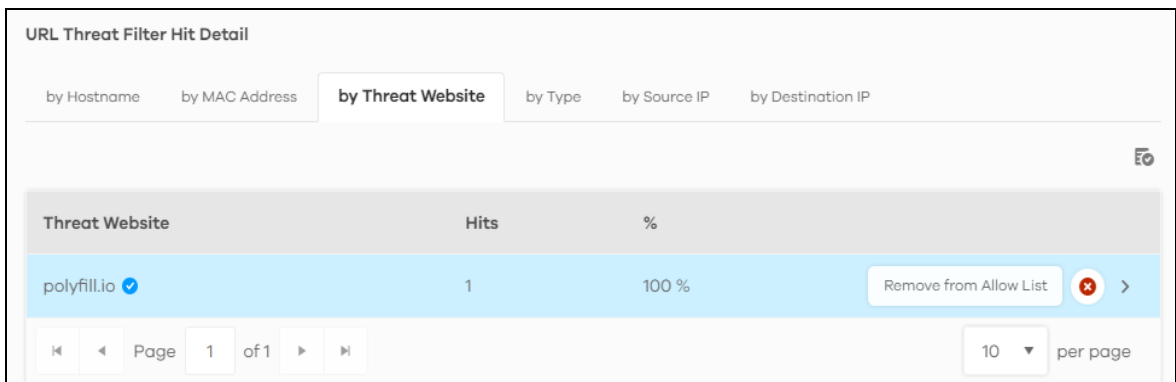 URL Threat Filter Hit Detail
by Hostname by MAC Address by Threat Website by Type by Source IP by Destination IP
Threat Website Hits %
polyfill.io 1 100 % Remove from Allow List
Page 1 of 1 10 per page